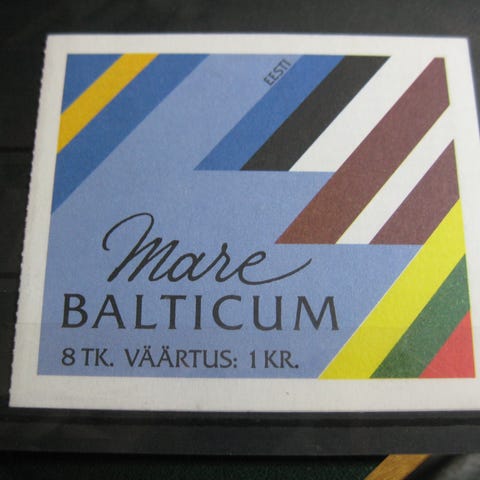 EESTI
Mare
BALTICUM
8 TK. VÄÄRTUS: 1 KR.